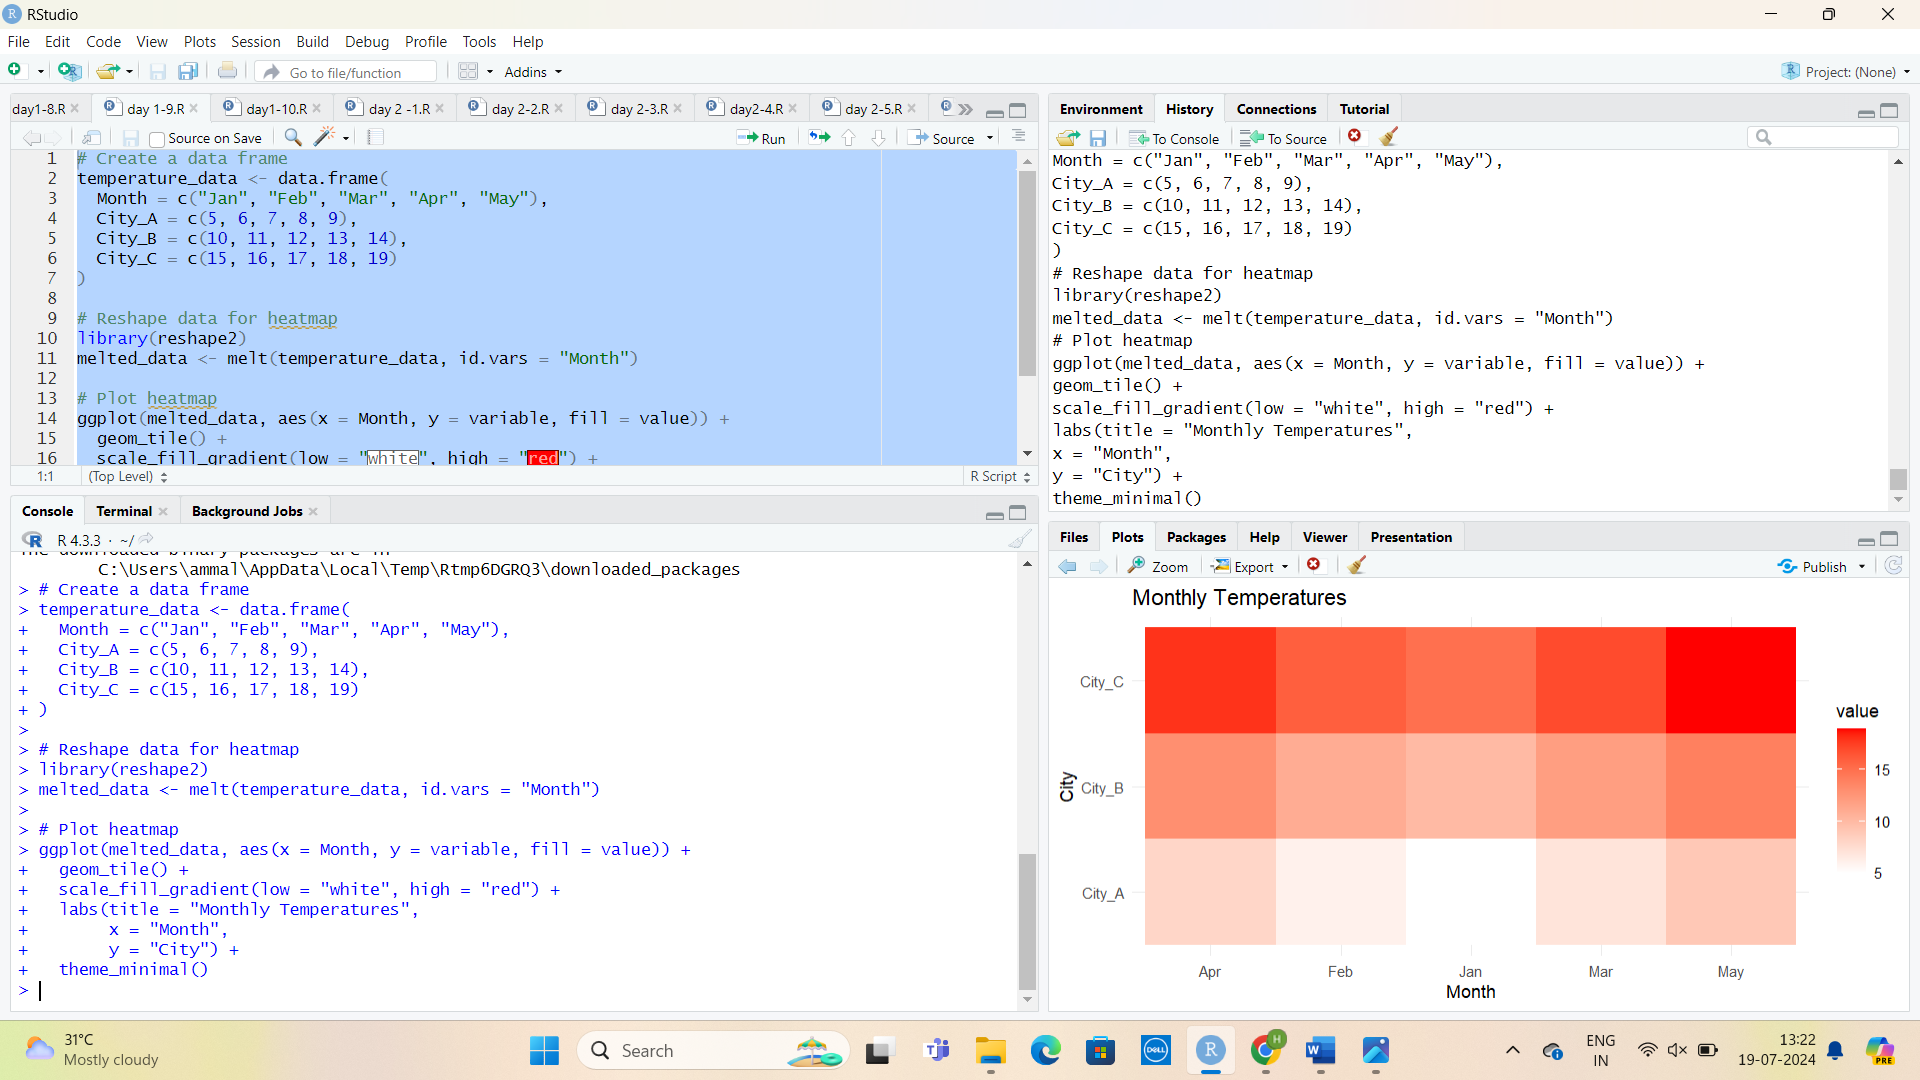 RStudio
File Edit Code View Plots Session Build Debug Profile Tools Help
Go to file/function Addins Project: (None)
day1-8.R day 1-9.R day1-10.R day 2 -1.R day 2-2.R day 2-3.R day2-4.R day 2-5.R
Source on Save Run Source
1 # Create a data frame
2 temperature_data <- data.frame(
3 Month = c("Jan", "Feb", "Mar", "Apr", "May"),
4 City_A = c(5, 6, 7, 8, 9),
5 City_B = c(10, 11, 12, 13, 14),
6 City_C = c(15, 16, 17, 18, 19)
7 )
8
9 # Reshape data for heatmap
10 library(reshape2)
11 melted_data <- melt(temperature_data, id.vars = "Month")
12
13 # Plot heatmap
14 ggplot(melted_data, aes(x = Month, y = variable, fill = value)) +
15 geom_tile() +
16 scale_fill_gradient(low = "white", high = "red") +
1:1 (Top Level) R Script
Console Terminal Background Jobs
R 4.3.3 · ~/
The downloaded binary packages are in
C:\Users\ammal\AppData\Local\Temp\Rtmp6DGRQ3\downloaded_packages
> # Create a data frame
> temperature_data <- data.frame(
+ Month = c("Jan", "Feb", "Mar", "Apr", "May"),
+ City_A = c(5, 6, 7, 8, 9),
+ City_B = c(10, 11, 12, 13, 14),
+ City_C = c(15, 16, 17, 18, 19)
+ )
>
> # Reshape data for heatmap
> library(reshape2)
> melted_data <- melt(temperature_data, id.vars = "Month")
>
> # Plot heatmap
> ggplot(melted_data, aes(x = Month, y = variable, fill = value)) +
+ geom_tile() +
+ scale_fill_gradient(low = "white", high = "red") +
+ labs(title = "Monthly Temperatures",
+ x = "Month",
+ y = "City") +
+ theme_minimal()
>
Environment History Connections Tutorial
To Console To Source
Month = c("Jan", "Feb", "Mar", "Apr", "May"),
City_A = c(5, 6, 7, 8, 9),
City_B = c(10, 11, 12, 13, 14),
City_C = c(15, 16, 17, 18, 19)
)
# Reshape data for heatmap
library(reshape2)
melted_data <- melt(temperature_data, id.vars = "Month")
# Plot heatmap
ggplot(melted_data, aes(x = Month, y = variable, fill = value)) +
geom_tile() +
scale_fill_gradient(low = "white", high = "red") +
labs(title = "Monthly Temperatures",
x = "Month",
y = "City") +
theme_minimal()
Files Plots Packages Help Viewer Presentation
Zoom Export Publish
Monthly Temperatures
City_C
City_B
City_A
City
Apr Feb Jan Mar May
Month
value
15
10
5
31°C
Mostly cloudy
Search
DELL
ENG
IN
13:22
19-07-2024
PRE